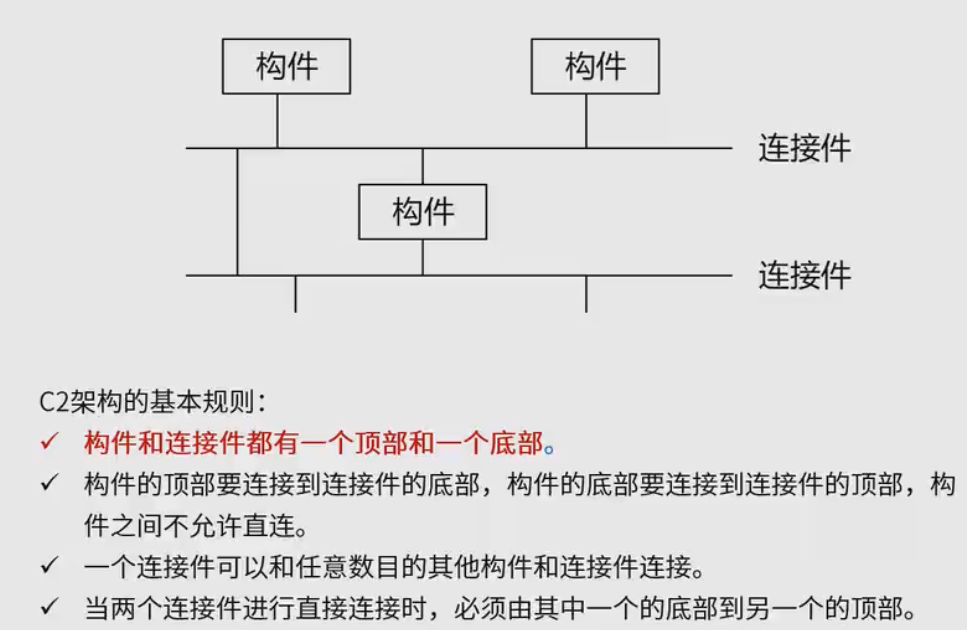 构件 构件
连接件
构件
连接件
C2架构的基本规则：
✓ 构件和连接件都有一个顶部和一个底部。
✓ 构件的顶部要连接到连接件的底部，构件的底部要连接到连接件的顶部，构
件之间不允许直连。
✓ 一个连接件可以和任意数目的其他构件和连接件连接。
✓ 当两个连接件进行直接连接时，必须由其中一个的底部到另一个的顶部。